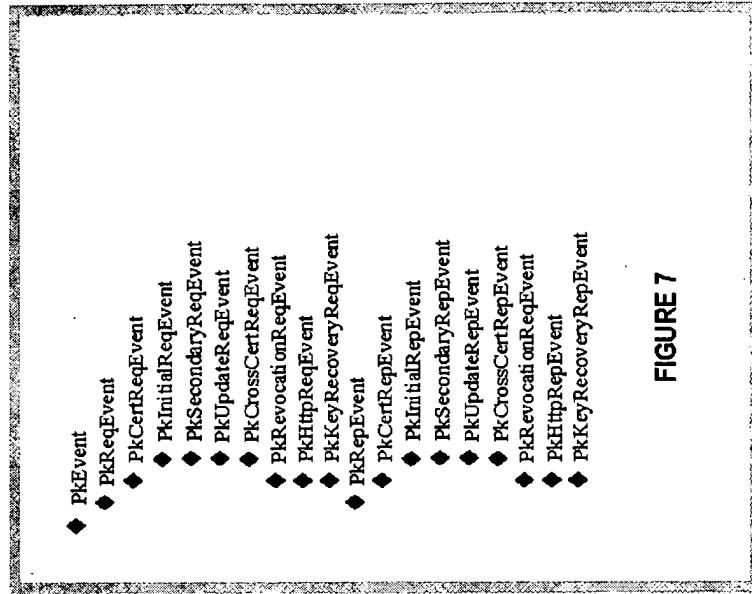 ◆ PkEvent
◆ PkReqEvent
◆ PkCertReqEvent
◆ PkInitialReqEvent
◆ PkSecondaryReqEvent
◆ PkUpdateReqEvent
◆ PkCrossCertReqEvent
◆ PkRevocationReqEvent
◆ PkHttpReqEvent
◆ PkKeyRecoveryReqEvent
◆ PkRepEvent
◆ PkCertRepEvent
◆ PkInitialRepEvent
◆ PkSecondaryRepEvent
◆ PkUpdateRepEvent
◆ PkCrossCertRepEvent
◆ PkRevocationReqEvent
◆ PkHttpRepEvent
◆ PkKeyRecoveryRepEvent
FIGURE 7